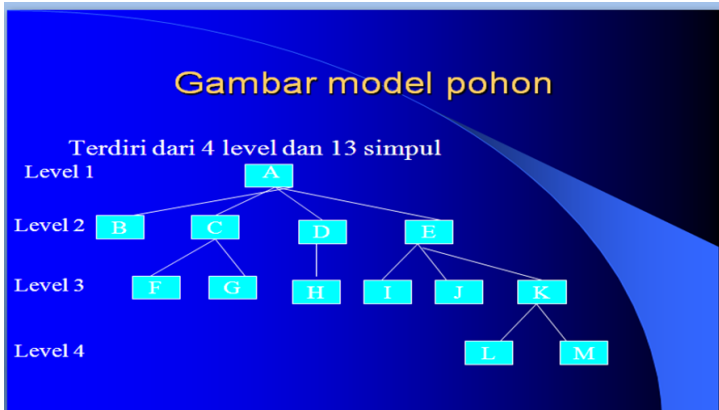 Gambar model pohon
Terdiri dari 4 level dan 13 simpul
Level 1 A
Level 2 B C D E
Level 3 F G H I J K
Level 4 L M